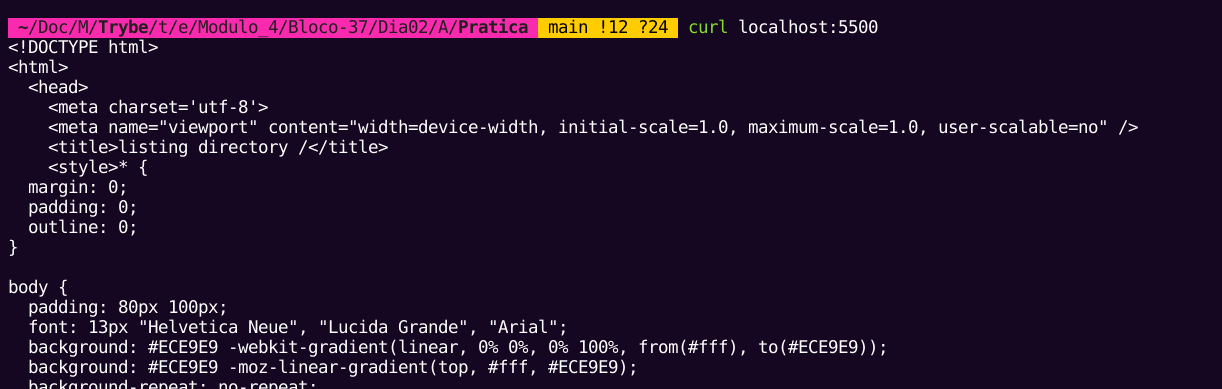 ~/Doc/M/Trybe/t/e/Modulo_4/Bloco-37/Dia02/A/Pratica main !12 ?24 curl localhost:5500
<!DOCTYPE html>
<html>
  <head>
    <meta charset='utf-8'>
    <meta name="viewport" content="width=device-width, initial-scale=1.0, maximum-scale=1.0, user-scalable=no" />
    <title>listing directory /</title>
    <style>* {
  margin: 0;
  padding: 0;
  outline: 0;
}

body {
  padding: 80px 100px;
  font: 13px "Helvetica Neue", "Lucida Grande", "Arial";
  background: #ECE9E9 -webkit-gradient(linear, 0% 0%, 0% 100%, from(#fff), to(#ECE9E9));
  background: #ECE9E9 -moz-linear-gradient(top, #fff, #ECE9E9);
  background-repeat: no-repeat;